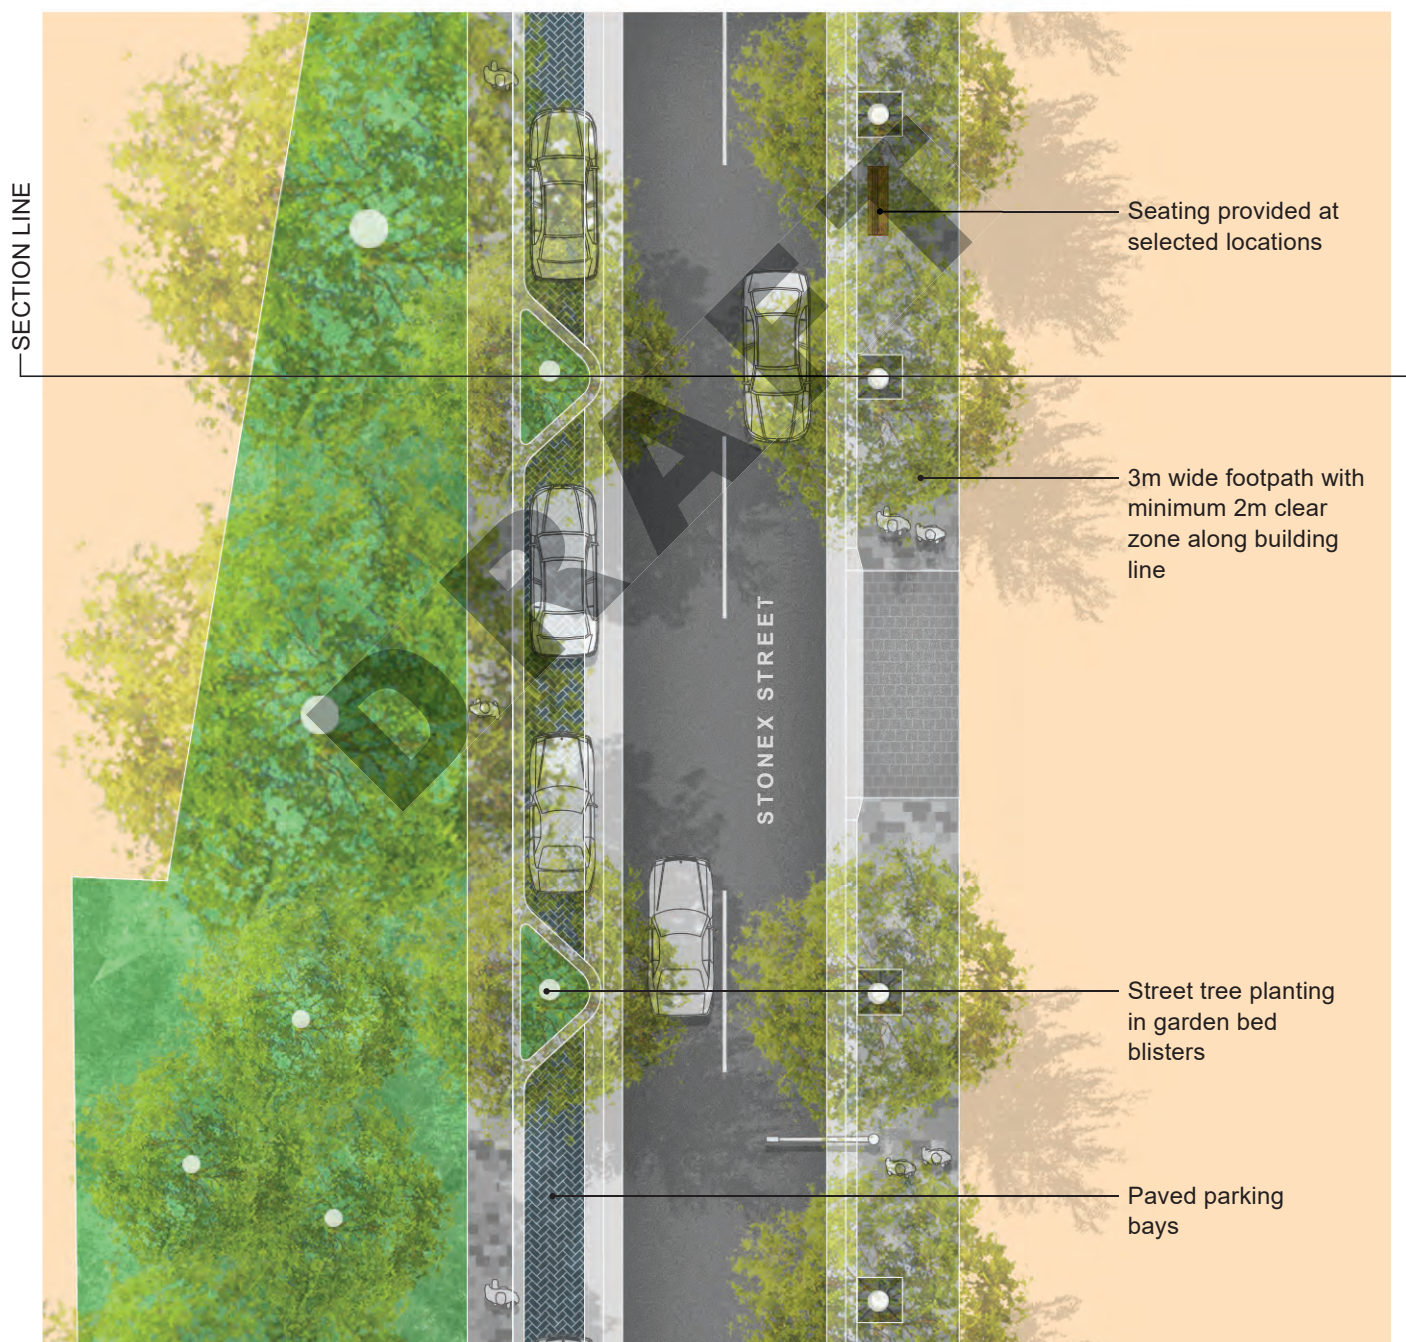 SECTION LINE
Seating provided at
selected locations
3m wide footpath with
minimum 2m clear
zone along building
line
STONEX STREET
DRAFT
Street tree planting
in garden bed
blisters
Paved parking
bays